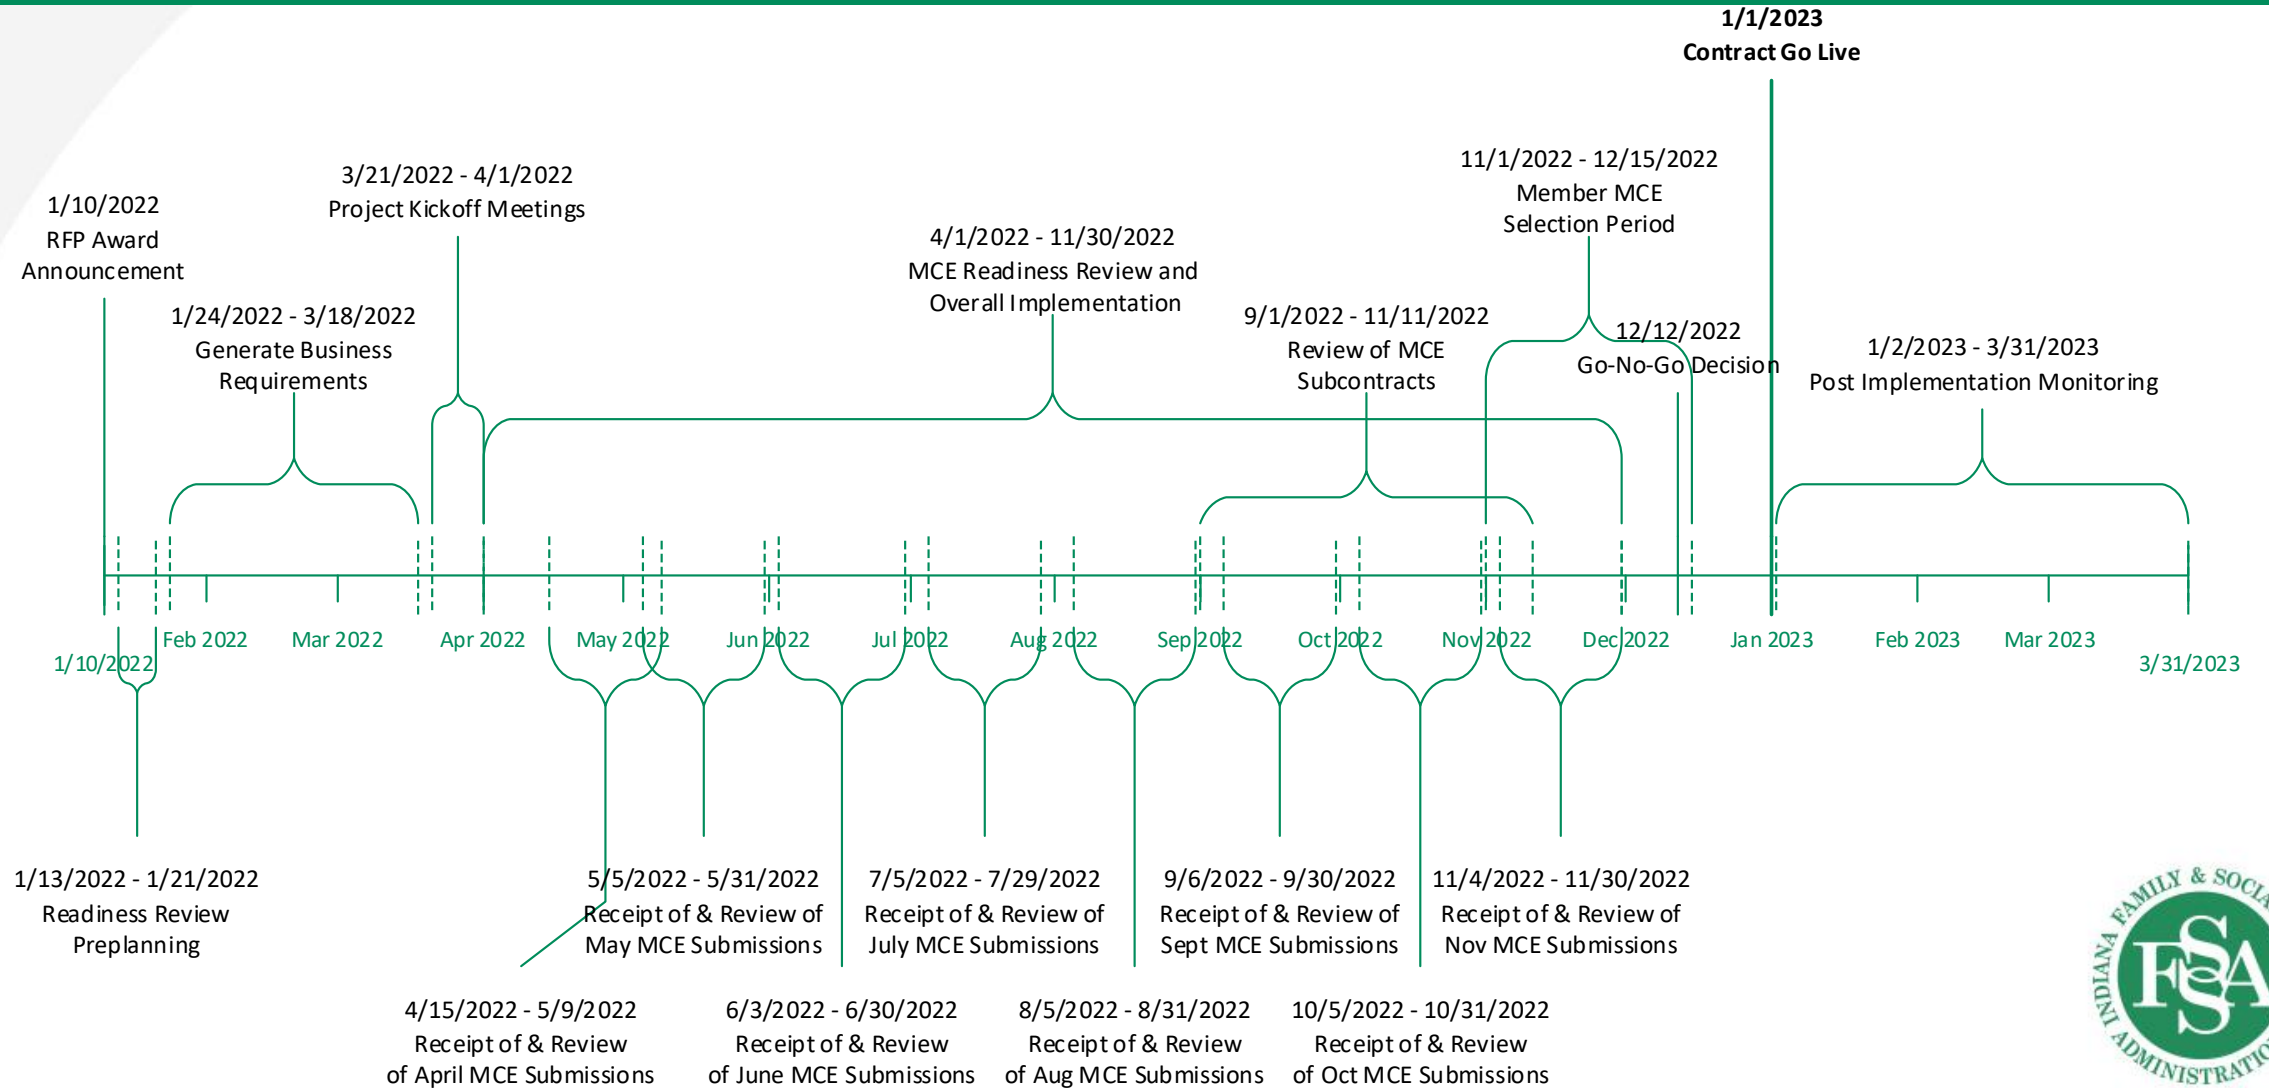 1/1/2023
Contract Go Live
11/1/2022 - 12/15/2022
Member MCE
Selection Period
3/21/2022 - 4/1/2022
Project Kickoff Meetings
1/10/2022
RFP Award
Announcement
4/1/2022 - 11/30/2022
MCE Readiness Review and
Overall Implementation
1/24/2022 - 3/18/2022
Generate Business
Requirements
9/1/2022 - 11/11/2022
Review of MCE
Subcontracts
12/12/2022
Go-No-Go Decision
1/2/2023 - 3/31/2023
Post Implementation Monitoring
1/10/2022
Feb 2022
Mar 2022
Apr 2022
May 2022
Jun 2022
Jul 2022
Aug 2022
Sep 2022
Oct 2022
Nov 2022
Dec 2022
Jan 2023
Feb 2023
Mar 2023
3/31/2023
1/13/2022 - 1/21/2022
Readiness Review
Preplanning
5/5/2022 - 5/31/2022
Receipt of & Review of
May MCE Submissions
7/5/2022 - 7/29/2022
Receipt of & Review of
July MCE Submissions
9/6/2022 - 9/30/2022
Receipt of & Review of
Sept MCE Submissions
11/4/2022 - 11/30/2022
Receipt of & Review of
Nov MCE Submissions
4/15/2022 - 5/9/2022
Receipt of & Review
of April MCE Submissions
6/3/2022 - 6/30/2022
Receipt of & Review
of June MCE Submissions
8/5/2022 - 8/31/2022
Receipt of & Review
of Aug MCE Submissions
10/5/2022 - 10/31/2022
Receipt of & Review
of Oct MCE Submissions
INDIANA FAMILY & SOCIA
FSSA
ADMINISTRATIO